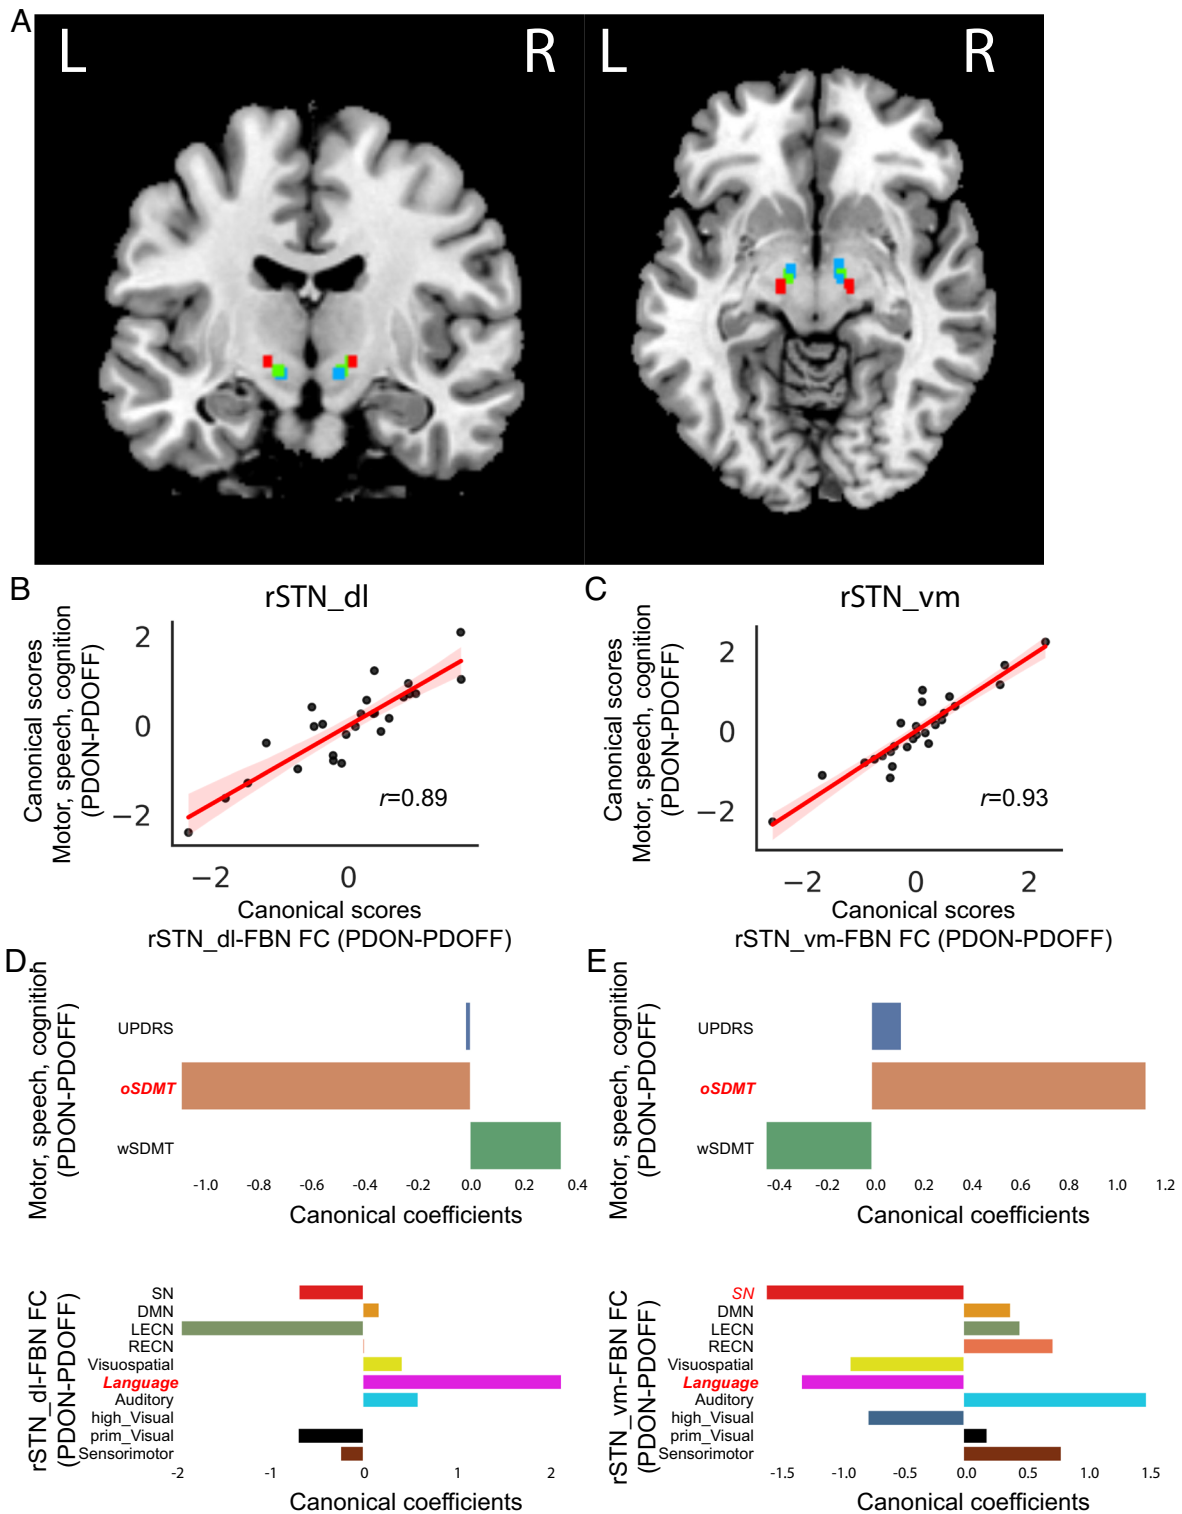 A
L R L R
B rSTN_dl
Canonical scores
Motor, speech, cognition
(PDON-PDOFF)
2
0
−2
r=0.89
−2 0
Canonical scores
rSTN_dl-FBN FC (PDON-PDOFF)
C rSTN_vm
Canonical scores
Motor, speech, cognition
(PDON-PDOFF)
2
0
−2
r=0.93
−2 0 2
Canonical scores
rSTN_vm-FBN FC (PDON-PDOFF)
D.
Motor, speech, cognition
(PDON-PDOFF)
UPDRS
oSDMT
wSDMT
-1.0 -0.8 -0.6 -0.4 -0.2 0.0 0.2 0.4
Canonical coefficients
rSTN_dl-FBN FC
(PDON-PDOFF)
SN
DMN
LECN
RECN
Visuospatial
Language
Auditory
high_Visual
prim_Visual
Sensorimotor
-2 -1 0 1 2
Canonical coefficients
E
Motor, speech, cognition
(PDON-PDOFF)
UPDRS
oSDMT
wSDMT
-0.4 -0.2 0.0 0.2 0.4 0.6 0.8 1.0 1.2
Canonical coefficients
rSTN_vm-FBN FC
(PDON-PDOFF)
SN
DMN
LECN
RECN
Visuospatial
Language
Auditory
high_Visual
prim_Visual
Sensorimotor
-1.5 -1.0 -0.5 0.0 0.5 1.0 1.5
Canonical coefficients